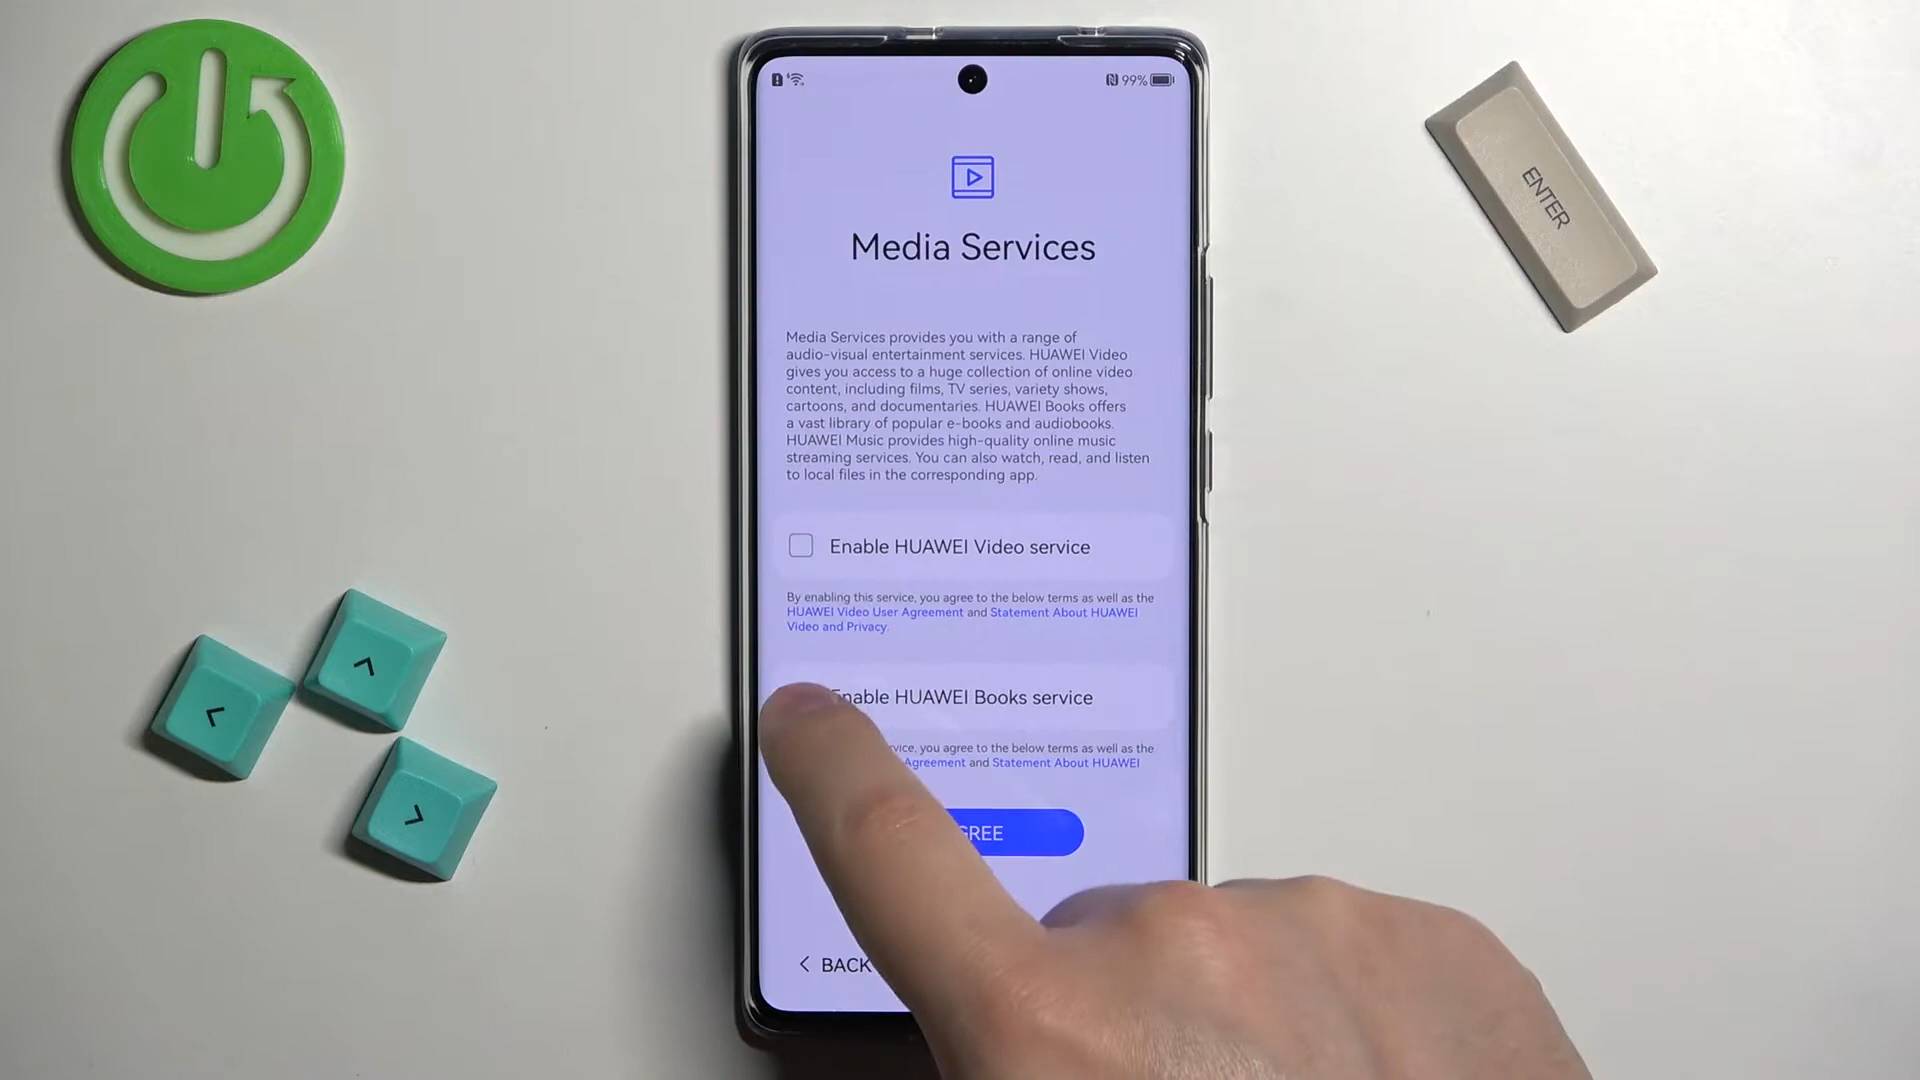 99%
ENTER
Media Services
Media Services provides you with a range of
audio-visual entertainment services. HUAWEI Video
gives you access to a huge collection of online video
content, including films, TV series, variety shows,
cartoons, and documentaries. HUAWEI Books offers
a vast library of popular e-books and audiobooks.
HUAWEI Music provides high-quality online music
streaming services. You can also watch, read, and listen
to local files in the corresponding app.
Enable HUAWEI Video service
By enabling this service, you agree to the below terms as well as the
HUAWEI Video User Agreement and Statement About HUAWEI
Video and Privacy.
Enable HUAWEI Books service
you agree to the below terms as well as the
Agreement and Statement About HUAWEI
GREE
< BACK